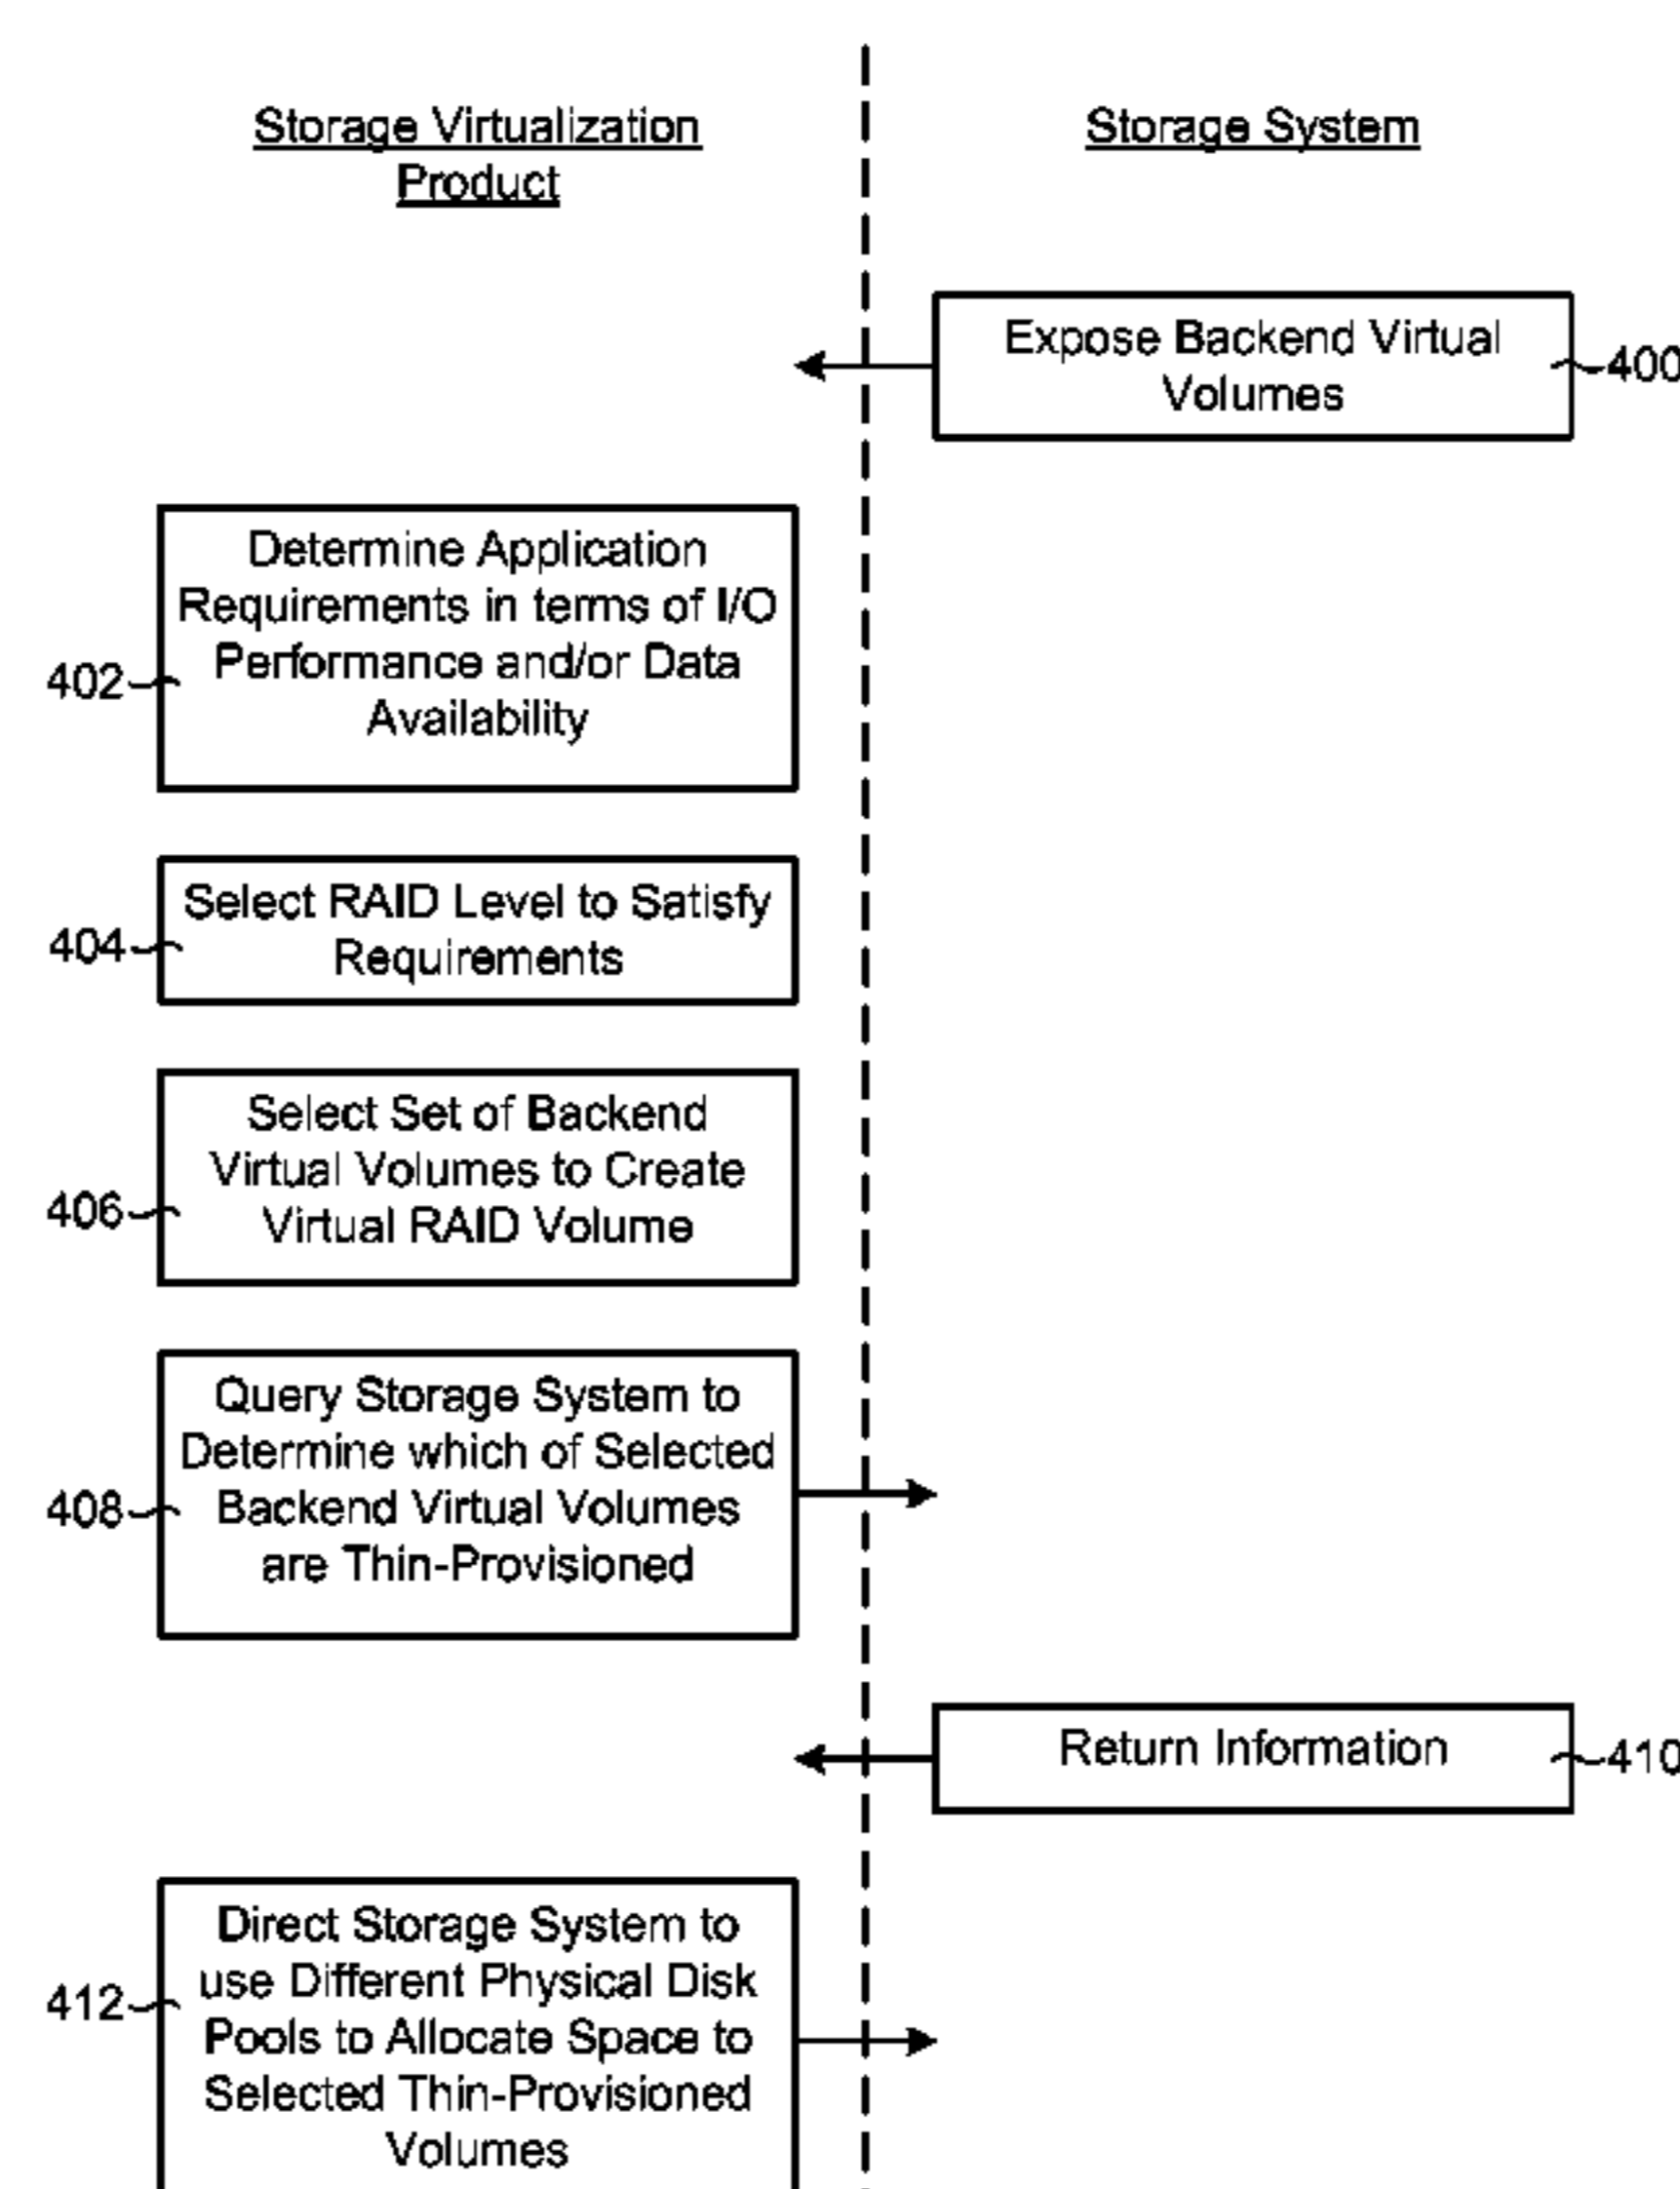 Storage Virtualization
Product
Storage System
Expose Backend Virtual
Volumes
400
Determine Application
Requirements in terms of I/O
Performance and/or Data
Availability
402
Select RAID Level to Satisfy
Requirements
404
Select Set of Backend
Virtual Volumes to Create
Virtual RAID Volume
406
Query Storage System to
Determine which of Selected
Backend Virtual Volumes
are Thin-Provisioned
408
Return Information
410
Direct Storage System to
use Different Physical Disk
Pools to Allocate Space to
Selected Thin-Provisioned
Volumes
412